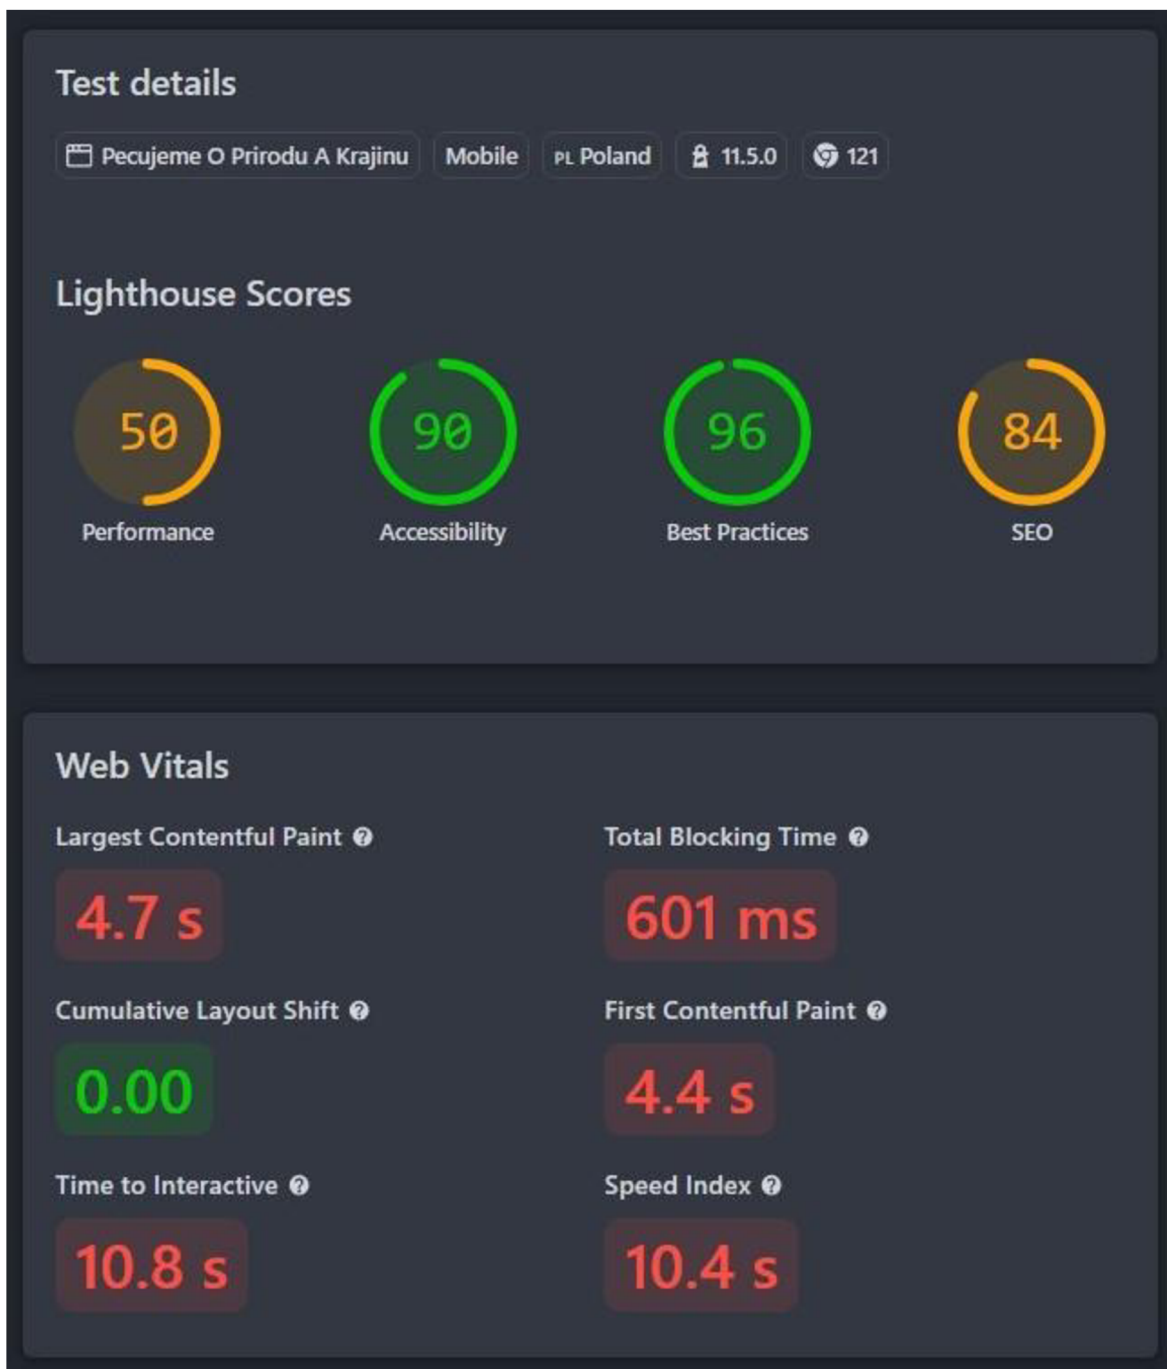 Test details
Pecujeme O Prirodu A Krajinu Mobile PL Poland 11.5.0 121
Lighthouse Scores
50 90 96 84
Performance Accessibility Best Practices SEO
Web Vitals
Largest Contentful Paint Total Blocking Time
4.7 s 601 ms
Cumulative Layout Shift First Contentful Paint
0.00 4.4 s
Time to Interactive Speed Index
10.8 s 10.4 s